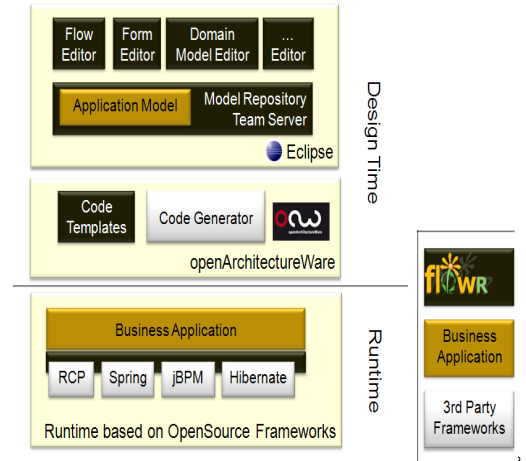 Flow
Editor
Form
Editor
Domain
Model Editor
...
Editor
Application Model
Model Repository
Team Server
Eclipse
Design Time
Code
Templates
Code Generator
oaw
openArchitectureWare
openArchitectureWare
Business Application
RCP
Spring
jBPM
Hibernate
Runtime based on OpenSource Frameworks
Runtime
flowR
Business
Application
3rd Party
Frameworks